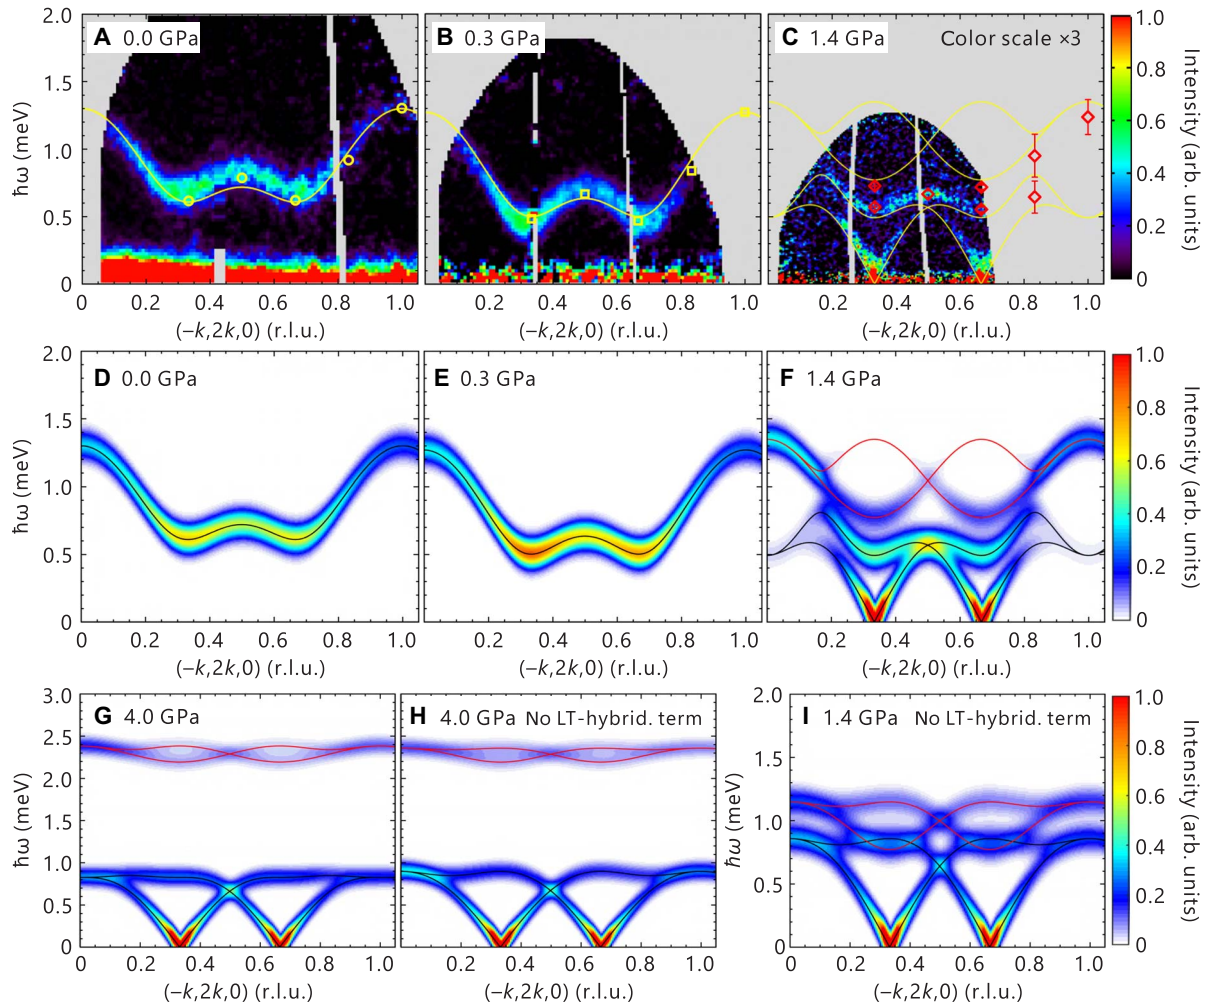 A 0.0 GPa
B 0.3 GPa
C 1.4 GPa
Color scale ×3
2.0
1.5
1.0
0.5
0
ħω (meV)
0 0.2 0.4 0.6 0.8 1.0
0 0.2 0.4 0.6 0.8 1.0
0 0.2 0.4 0.6 0.8 1.0
(−k,2k,0) (r.l.u.)
(−k,2k,0) (r.l.u.)
(−k,2k,0) (r.l.u.)
1.0
0.8
0.6
0.4
0.2
0
Intensity (arb. units)
D 0.0 GPa
E 0.3 GPa
F 1.4 GPa
2.0
1.5
1.0
0.5
0
ħω (meV)
0 0.2 0.4 0.6 0.8 1.0
0 0.2 0.4 0.6 0.8 1.0
0 0.2 0.4 0.6 0.8 1.0
(−k,2k,0) (r.l.u.)
(−k,2k,0) (r.l.u.)
(−k,2k,0) (r.l.u.)
1.0
0.8
0.6
0.4
0.2
0
Intensity (arb. units)
G 4.0 GPa
H 4.0 GPa No LT-hybrid. term
I 1.4 GPa No LT-hybrid. term
3.0
2.5
2.0
1.5
1.0
0.5
0
ħω (meV)
0 0.2 0.4 0.6 0.8 1.0
0 0.2 0.4 0.6 0.8 1.0
(−k,2k,0) (r.l.u.)
(−k,2k,0) (r.l.u.)
2.0
1.5
1.0
0.5
0
ħω (meV)
0 0.2 0.4 0.6 0.8 1.0
(−k,2k,0) (r.l.u.)
1.0
0.8
0.6
0.4
0.2
0
Intensity (arb. units)